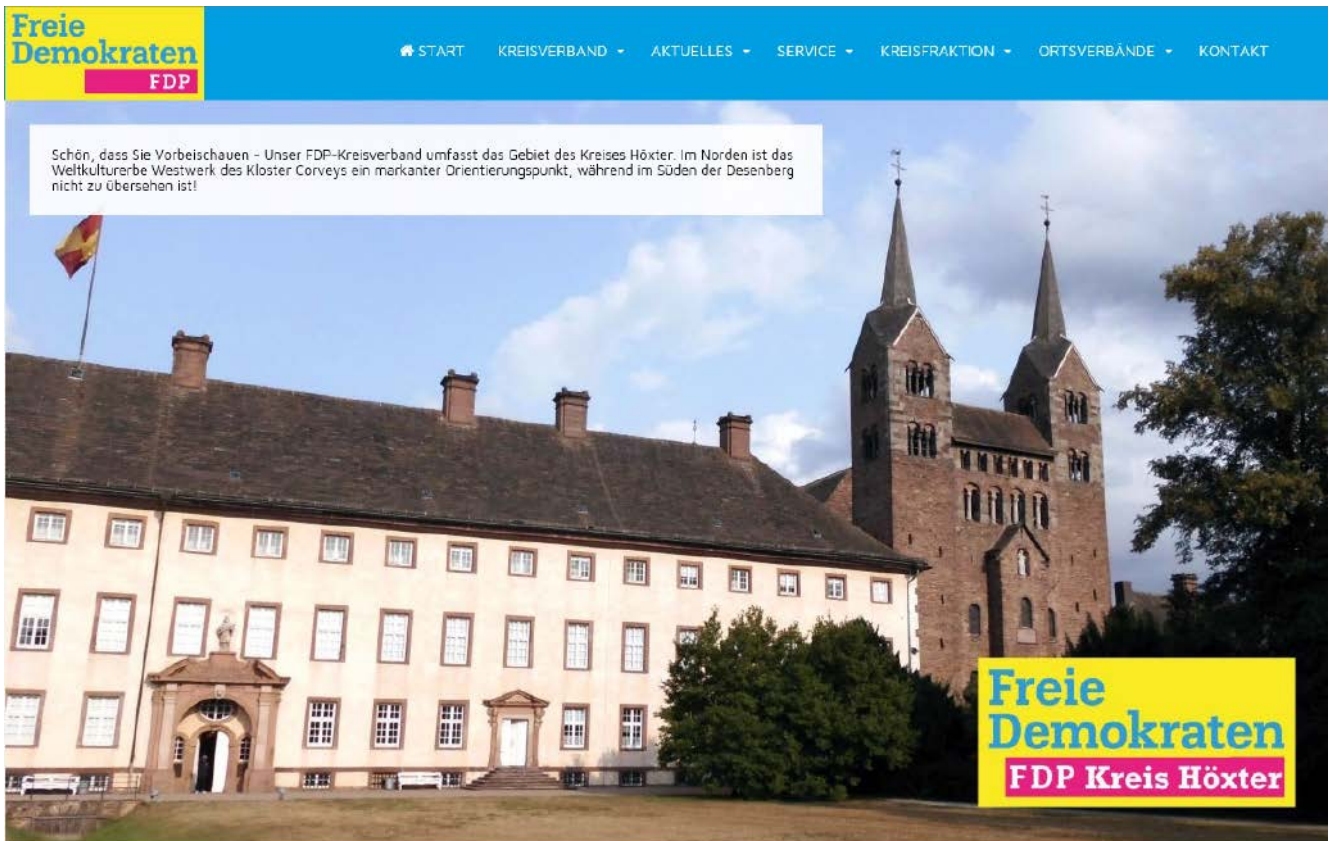 Freie
Demokraten
FDP
START KREISVERBAND AKTUELLES SERVICE KREISFRAKTION ORTSVERBÄNDE KONTAKT
Schön, dass Sie Vorbeischauen - Unser FDP-Kreisverband umfasst das Gebiet des Kreises Höxter. Im Norden ist das
Weltkulturerbe Westwerk des Kloster Corveys ein markanter Orientierungspunkt, während im Süden der Desenberg
nicht zu übersehen ist!
Freie
Demokraten
FDP Kreis Höxter